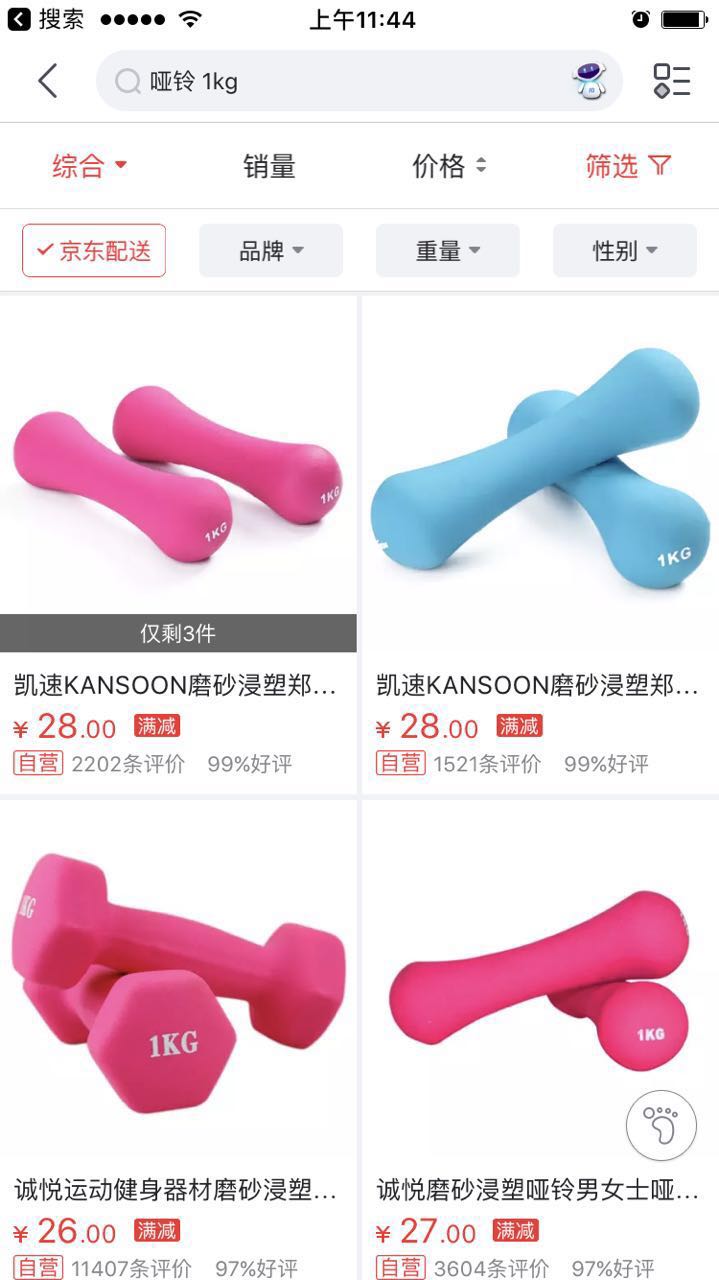 搜索
上午11:44
哑铃 1kg
综合 销量 价格 筛选
京东配送 品牌 重量 性别
1KG 1KG
1KG
仅剩3件
凯速KANSOON磨砂浸塑郑...
¥ 28.00 满减
自营 2202条评价 99%好评
凯速KANSOON磨砂浸塑郑...
¥ 28.00 满减
自营 1521条评价 99%好评
1KG
1KG
诚悦运动健身器材磨砂浸塑...
¥ 26.00 满减
自营 11407条评价 97%好评
诚悦磨砂浸塑哑铃男女士哑...
¥ 27.00 满减
自营 3604条评价 97%好评